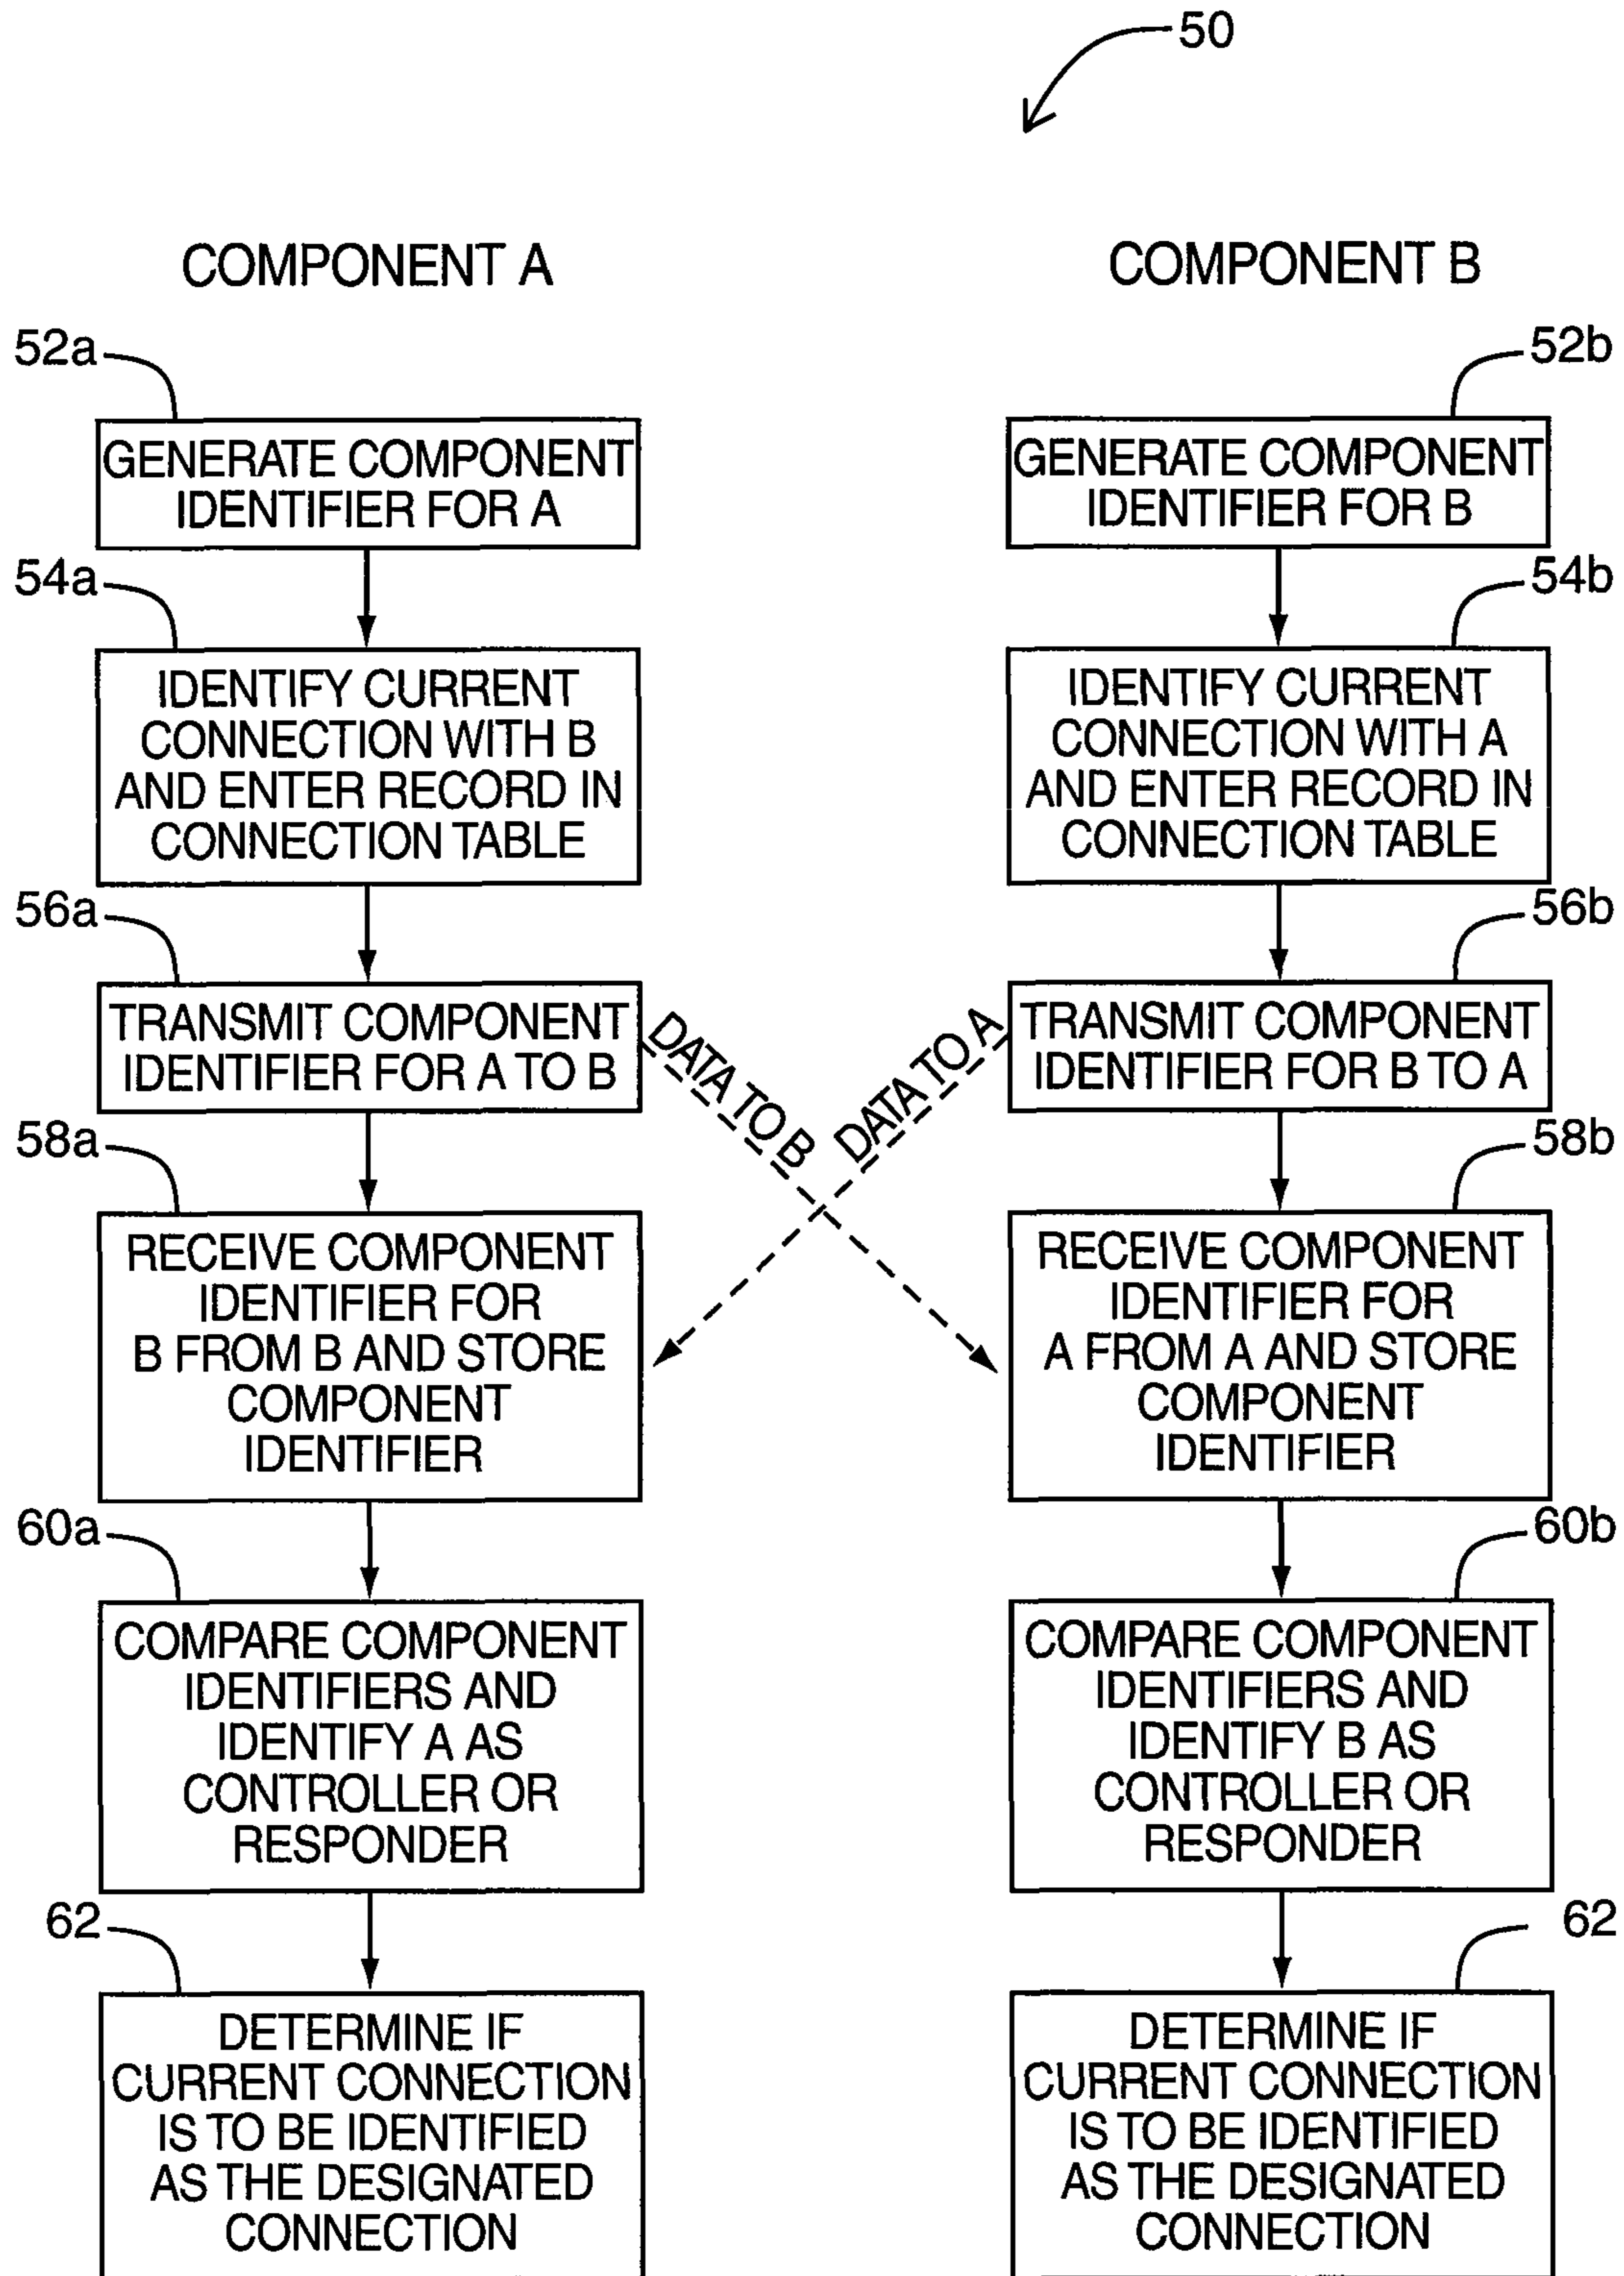 50
COMPONENT A
COMPONENT B
52a
GENERATE COMPONENT
IDENTIFIER FOR A
54a
IDENTIFY CURRENT
CONNECTION WITH B
AND ENTER RECORD IN
CONNECTION TABLE
56a
TRANSMIT COMPONENT
IDENTIFIER FOR A TO B
DATA TO B
58a
RECEIVE COMPONENT
IDENTIFIER FOR
B FROM B AND STORE
COMPONENT
IDENTIFIER
60a
COMPARE COMPONENT
IDENTIFIERS AND
IDENTIFY A AS
CONTROLLER OR
RESPONDER
62
DETERMINE IF
CURRENT CONNECTION
IS TO BE IDENTIFIED
AS THE DESIGNATED
CONNECTION
52b
GENERATE COMPONENT
IDENTIFIER FOR B
54b
IDENTIFY CURRENT
CONNECTION WITH A
AND ENTER RECORD IN
CONNECTION TABLE
56b
TRANSMIT COMPONENT
IDENTIFIER FOR B TO A
DATA TO A
58b
RECEIVE COMPONENT
IDENTIFIER FOR
A FROM A AND STORE
COMPONENT
IDENTIFIER
60b
COMPARE COMPONENT
IDENTIFIERS AND
IDENTIFY B AS
CONTROLLER OR
RESPONDER
62
DETERMINE IF
CURRENT CONNECTION
IS TO BE IDENTIFIED
AS THE DESIGNATED
CONNECTION